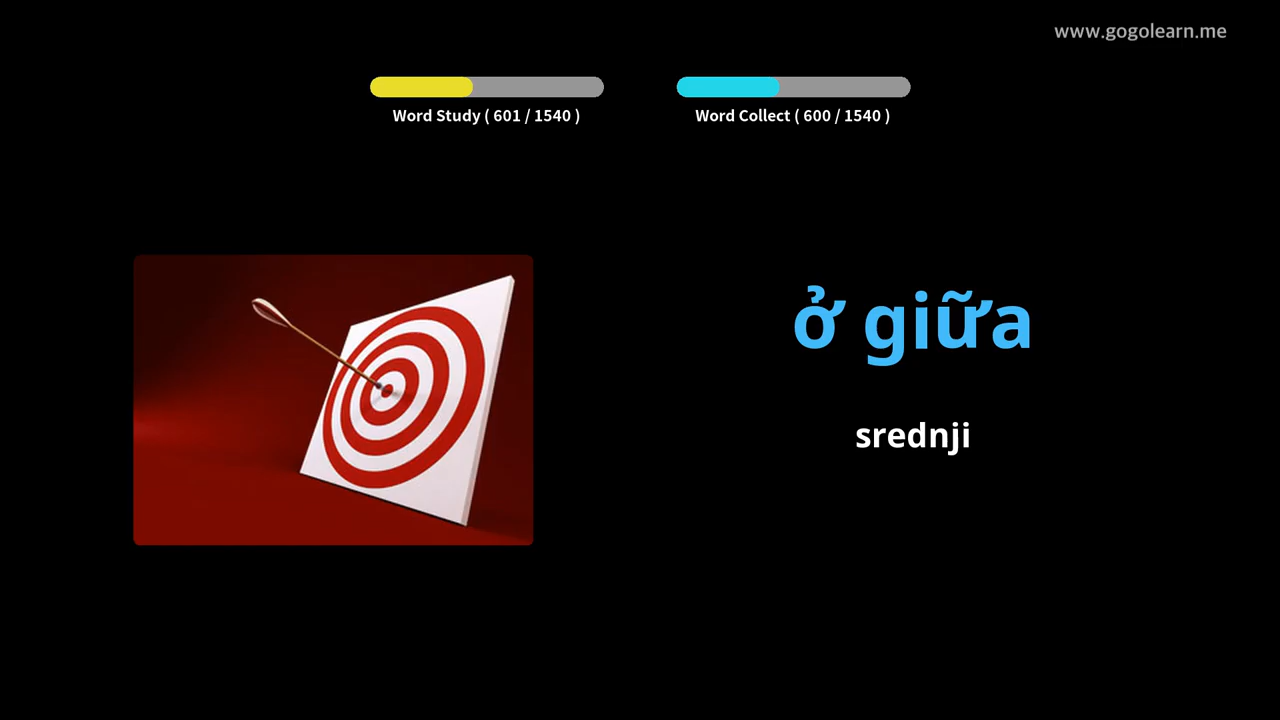 www.gogolearn.me
Word Study ( 601 / 1540 )
Word Collect ( 600 / 1540 )
ở giữa
srednji